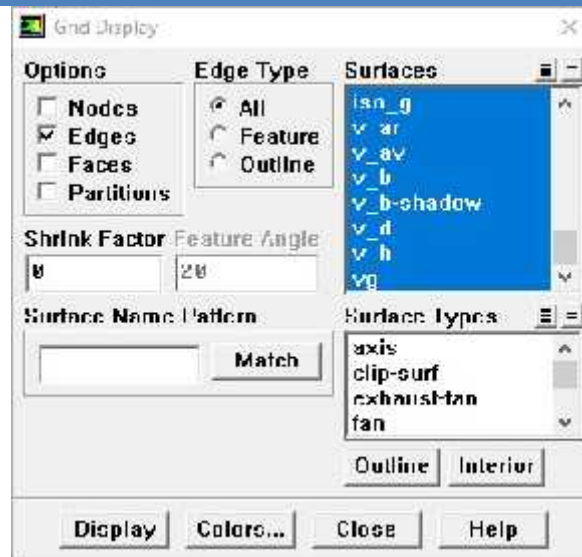 Grid Display
Options
Nodes
Edges
Faces
Partitions
Edge Type
All
Feature
Outline
Surfaces
isn_g
v_ar
v_av
v_b
v_b-shadow
v_d
v_h
vg
Shrink Factor
0
Feature Angle
20
Surface Name Pattern
Match
Surface Types
axis
clip-surf
exhaust-fan
fan
Outline
Interior
Display
Colors...
Close
Help